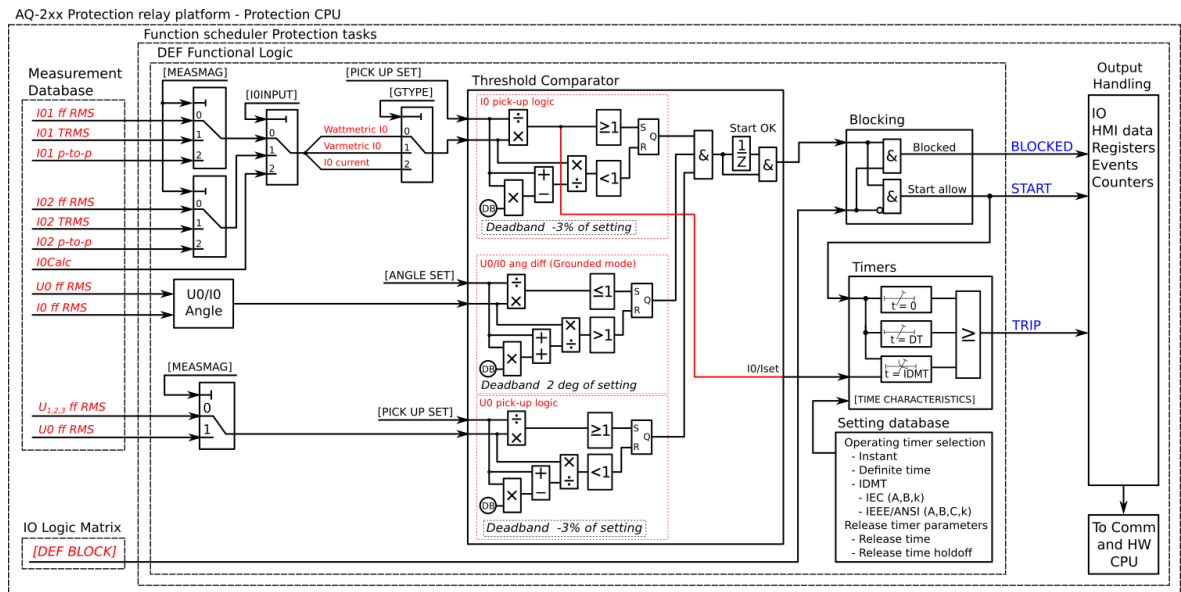 AQ-2xx Protection relay platform - Protection CPU
Function scheduler Protection tasks
DEF Functional Logic
Measurement
Database
I01 ff RMS
I01 TRMS
I01 p-to-p
I02 ff RMS
I02 TRMS
I02 p-to-p
I0Calc
U0 ff RMS
I0 ff RMS
U1,2,3 ff RMS
U0 ff RMS
IO Logic Matrix
[DEF BLOCK]
[MEASMAG]
0
1
2
[MEASMAG]
0
1
2
[I0INPUT]
0
1
2
Wattmetric I0
Varmetric I0
I0 current
[PICK UP SET]
[GTYPE]
0
1
2
U0/I0
Angle
[ANGLE SET]
[MEASMAG]
0
1
[PICK UP SET]
Threshold Comparator
I0 pick-up logic
÷
×
≥1
S
R
Q
+
−
×
÷
<1
×
DB
Deadband -3% of setting
U0/I0 ang diff (Grounded mode)
÷
×
≤1
S
R
Q
+
+
×
÷
>1
×
DB
Deadband 2 deg of setting
U0 pick-up logic
÷
×
≥1
S
R
Q
+
−
×
÷
<1
×
DB
Deadband -3% of setting
&
Start OK
1
Z
&
I0/Iset
Blocking
&
Blocked
&
Start allow
Timers
t = 0
t = DT
t = IDMT
≥
[TIME CHARACTERISTICS]
Setting database
Operating timer selection
- Instant
- Definite time
- IDMT
- IEC (A,B,k)
- IEEE/ANSI (A,B,C,k)
Release timer parameters
- Release time
- Release time holdoff
BLOCKED
START
TRIP
Output
Handling
IO
HMI data
Registers
Events
Counters
To Comm
and HW
CPU